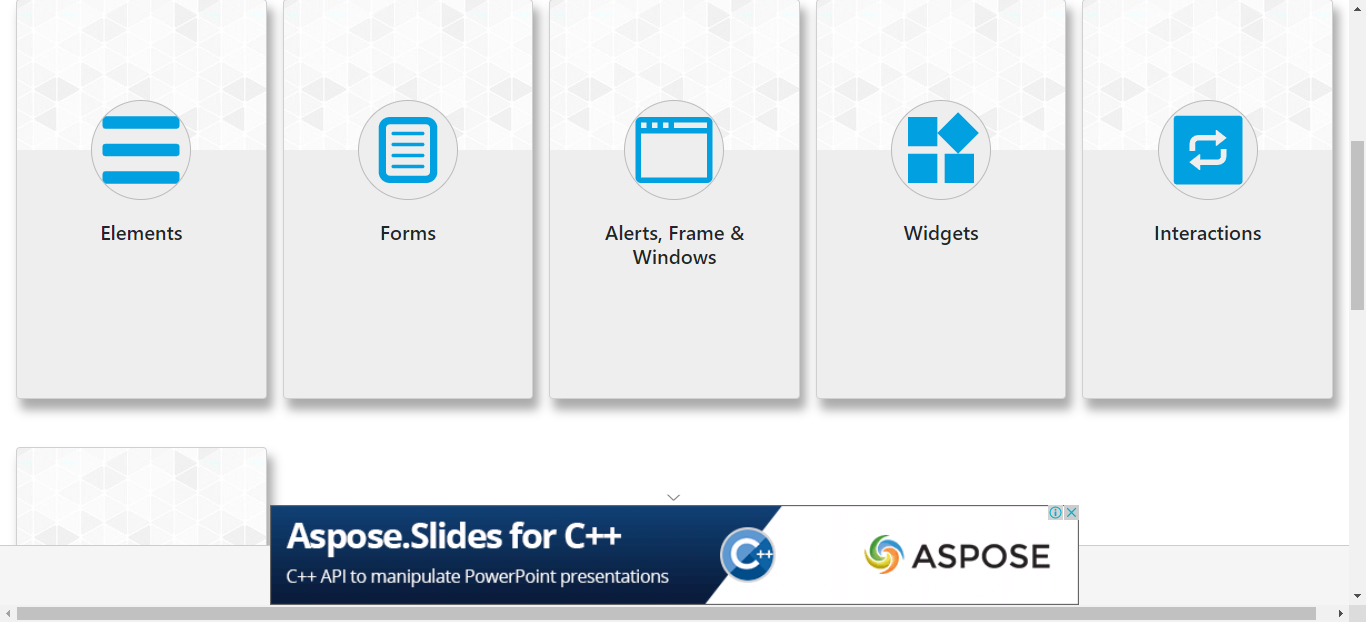 Elements
Forms
Alerts, Frame &
Windows
Widgets
Interactions
Aspose.Slides for C++
C++ API to manipulate PowerPoint presentations
C++
ASPOSE